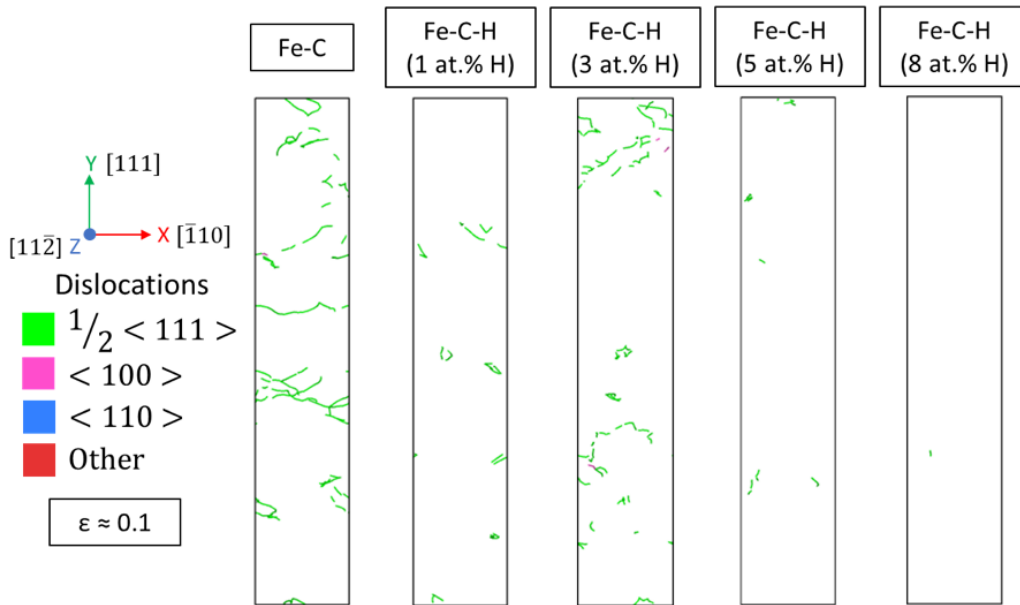 Fe-C
Fe-C-H
(1 at.% H)
Fe-C-H
(3 at.% H)
Fe-C-H
(5 at.% H)
Fe-C-H
(8 at.% H)
Y [111]
[112̄] Z
X [1̄10]
Dislocations
1/2 < 111 >
< 100 >
< 110 >
Other
ε ≈ 0.1